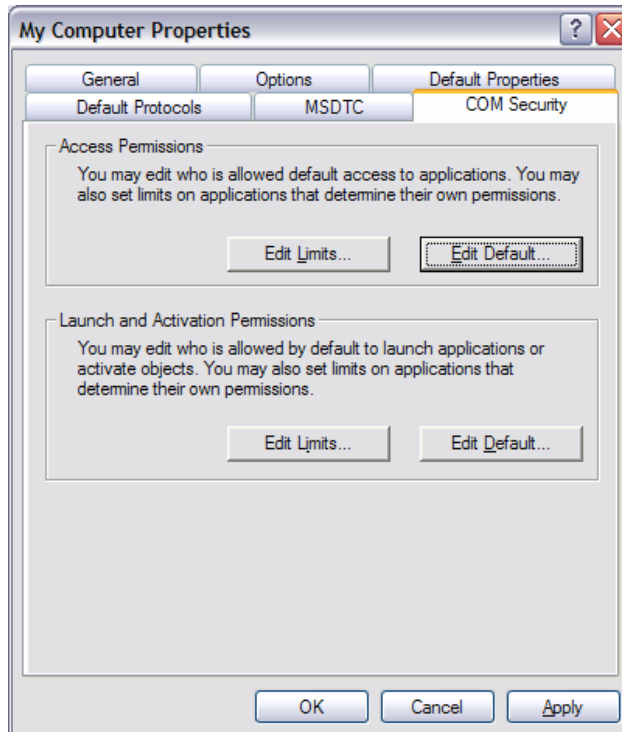 My Computer Properties
General Options Default Properties
Default Protocols MSDTC COM Security
Access Permissions
You may edit who is allowed default access to applications. You may
also set limits on applications that determine their own permissions.
Edit Limits... Edit Default...
Launch and Activation Permissions
You may edit who is allowed by default to launch applications or
activate objects. You may also set limits on applications that
determine their own permissions.
Edit Limits... Edit Default...
OK Cancel Apply